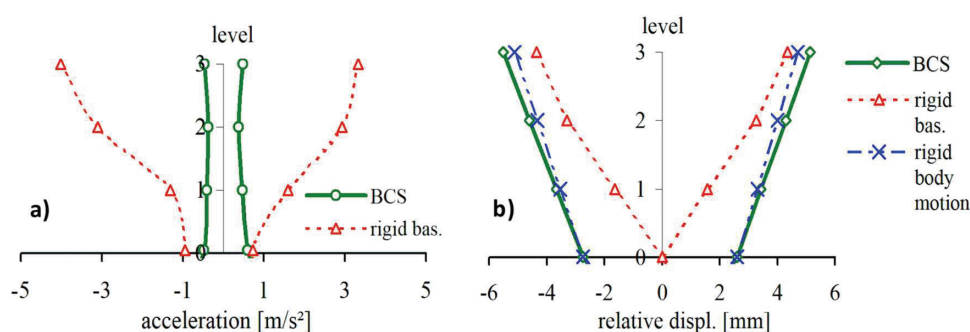 level
3
2
1
0
BCS
rigid bas.
a)
-5 -3 -1 1 3 5
acceleration [m/s²]
level
3
2
1
0
b)
-6 -4 -2 0 2 4 6
relative displ. [mm]
BCS
rigid
bas.
rigid
body
motion